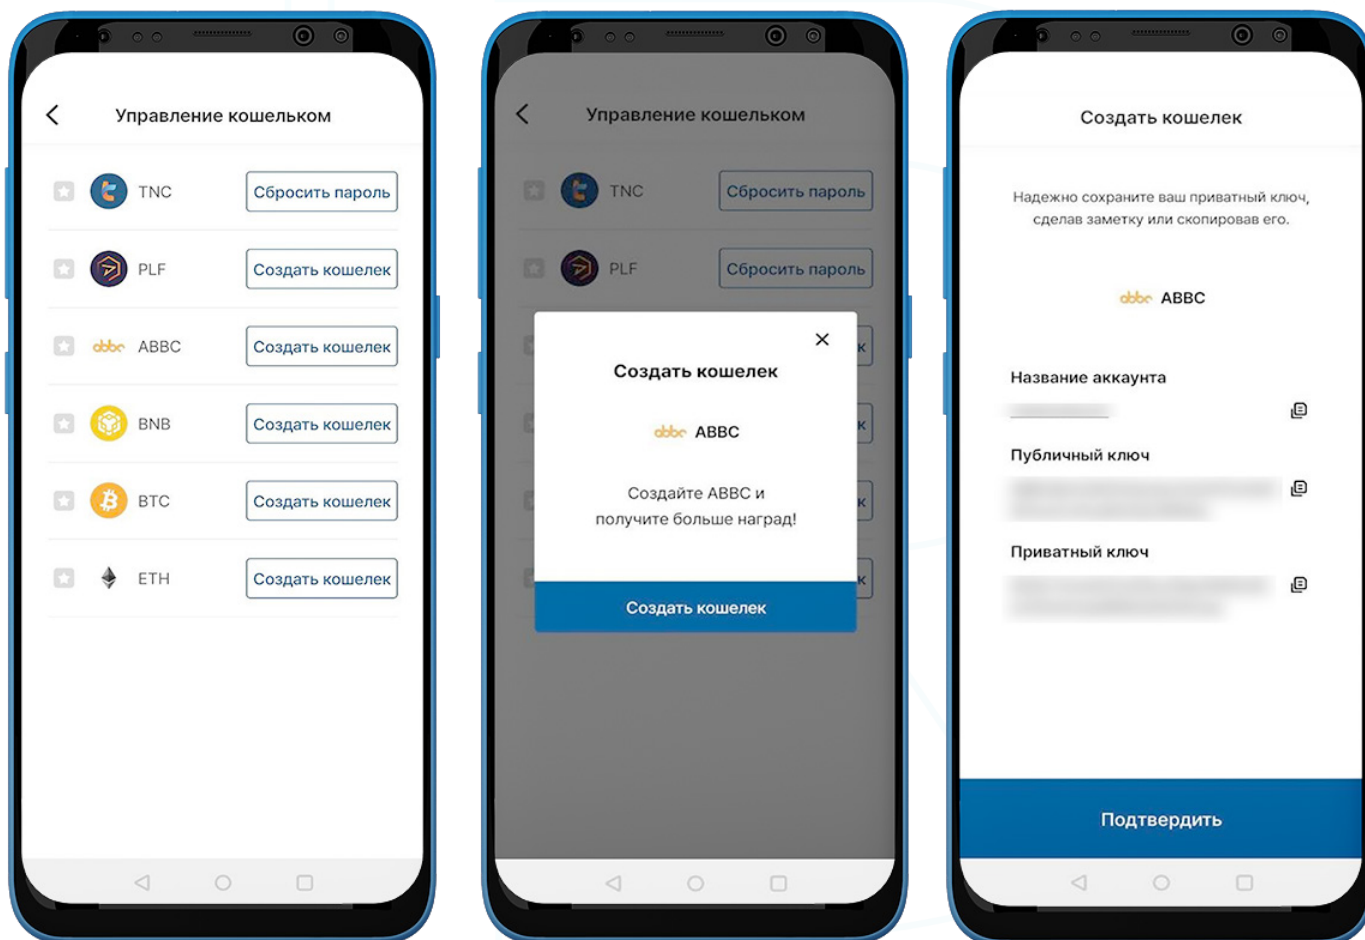 Управление кошельком
TNC
Сбросить пароль
PLF
Создать кошелек
abbc
ABBC
Создать кошелек
BNB
Создать кошелек
BTC
Создать кошелек
ETH
Создать кошелек
Управление кошельком
TNC
Сбросить пароль
PLF
Сбросить пароль
к
к
к
к
Создать кошелек
abbc
ABBC
Создайте ABBC и
получите больше наград!
Создать кошелек
Создать кошелек
Надежно сохраните ваш приватный ключ,
сделав заметку или скопировав его.
abbc
ABBC
Название аккаунта
Публичный ключ
Приватный ключ
Подтвердить